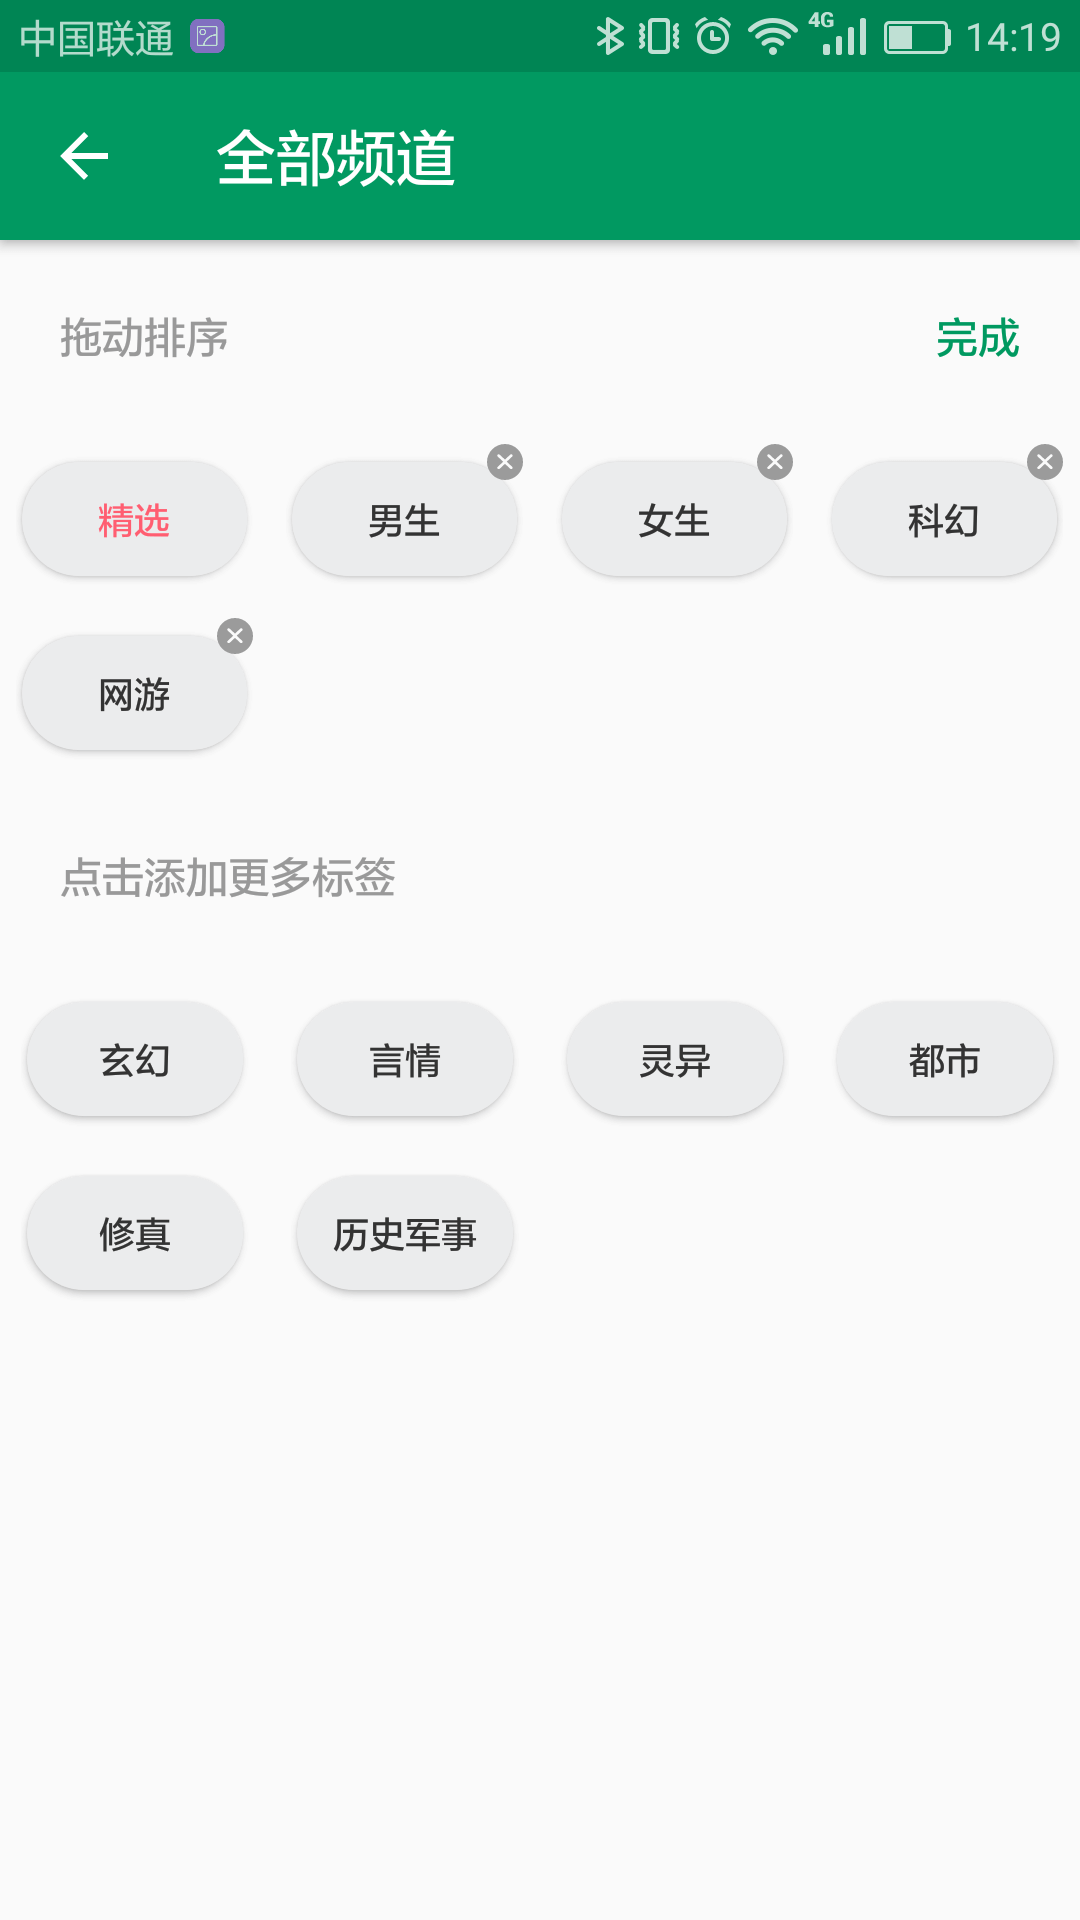 中国联通 4G 14:19
全部频道
拖动排序 完成
精选 男生 女生 科幻
网游
点击添加更多标签
玄幻 言情 灵异 都市
修真 历史军事